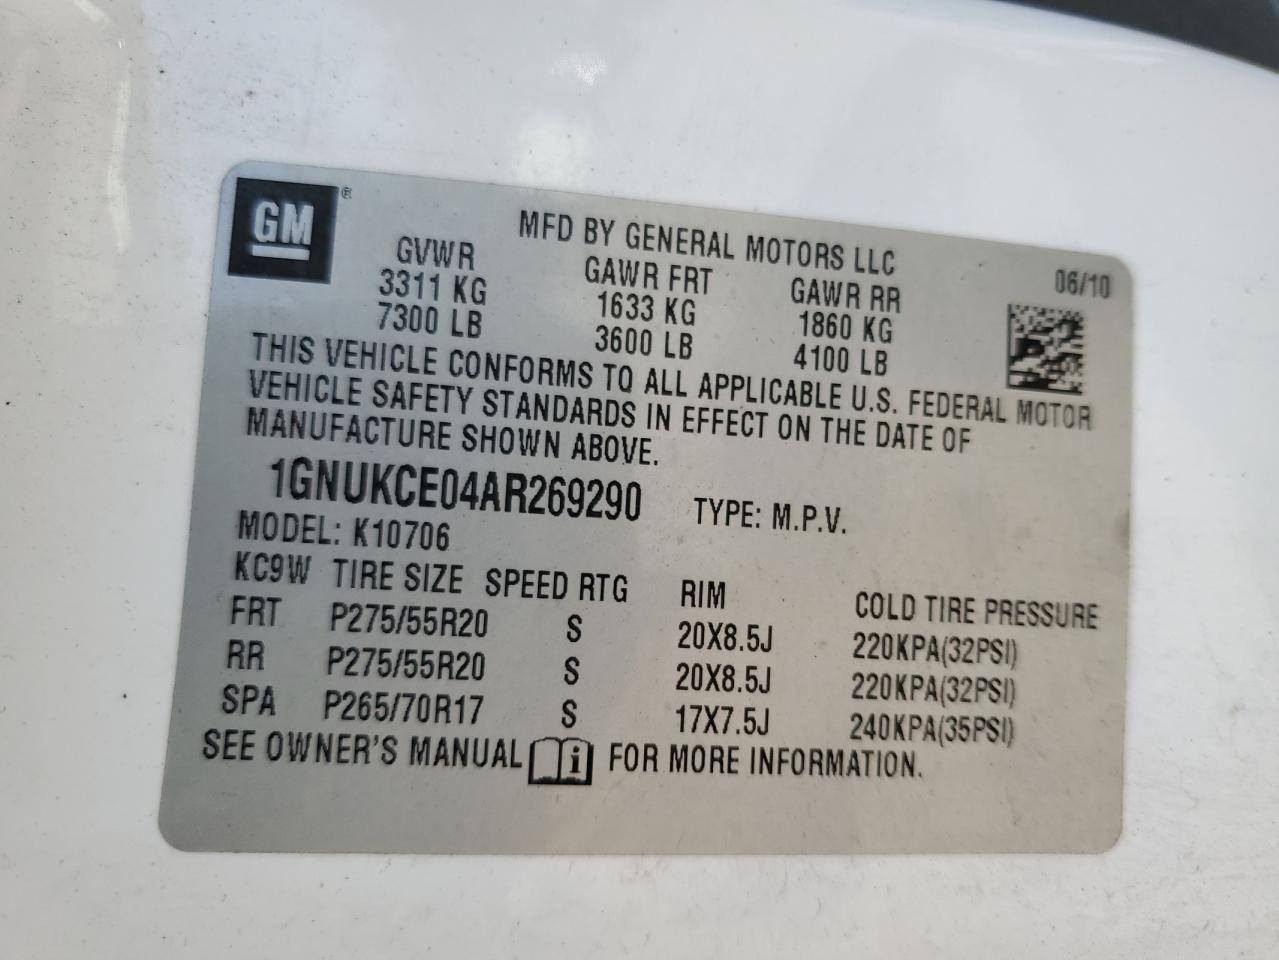 GM ®
MFD BY GENERAL MOTORS LLC
06/10
GVWR GAWR FRT GAWR RR
3311 KG 1633 KG 1860 KG
7300 LB 3600 LB 4100 LB
THIS VEHICLE CONFORMS TO ALL APPLICABLE U.S. FEDERAL MOTOR
VEHICLE SAFETY STANDARDS IN EFFECT ON THE DATE OF
MANUFACTURE SHOWN ABOVE.
1GNUKCE04AR269290 TYPE: M.P.V.
MODEL: K10706
KC9W TIRE SIZE SPEED RTG RIM COLD TIRE PRESSURE
FRT P275/55R20 S 20X8.5J 220KPA(32PSI)
RR P275/55R20 S 20X8.5J 220KPA(32PSI)
SPA P265/70R17 S 17X7.5J 240KPA(35PSI)
SEE OWNER'S MANUAL i FOR MORE INFORMATION.